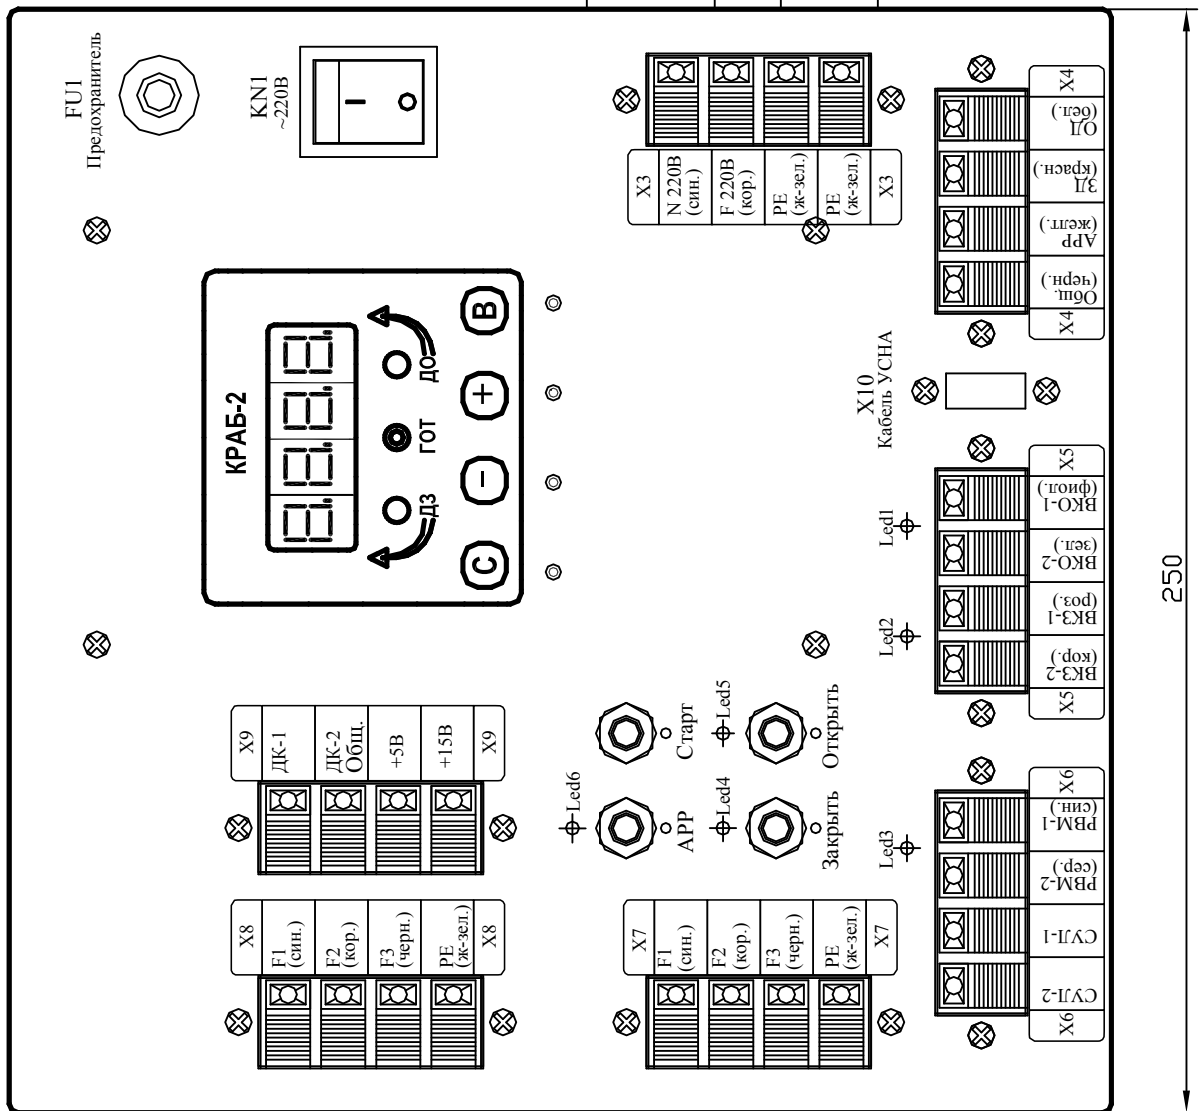 FU1
Предохранитель
KN1
~220В
X3
N 220В
(син.)
F 220В
(кор.)
PE
(ж-зел.)
PE
(ж-зел.)
X3
X4
ОД
(бел.)
ЗД
(красн.)
АРР
(желт.)
Общ.
(черн.)
X4
КРАБ-2
ДО
ГОТ
ДЗ
В
+
-
С
X10
Кабель УСНА
X5
ВКО-1
(фиол.)
ВКО-2
(зел.)
ВКЗ-1
(роз.)
ВКЗ-2
(кор.)
X5
Led1
Led2
250
X9
ДК-1
ДК-2
Общ.
+5В
+15В
X9
Led6
Старт
Led5
Открыть
АРР
Led4
Закрыть
Led3
X6
РВМ-1
(син.)
РВМ-2
(сер.)
СУЛ-1
СУЛ-2
X6
X8
F1
(син.)
F2
(кор.)
F3
(черн.)
PE
(ж-зел.)
X8
X7
F1
(син.)
F2
(кор.)
F3
(черн.)
PE
(ж-зел.)
X7